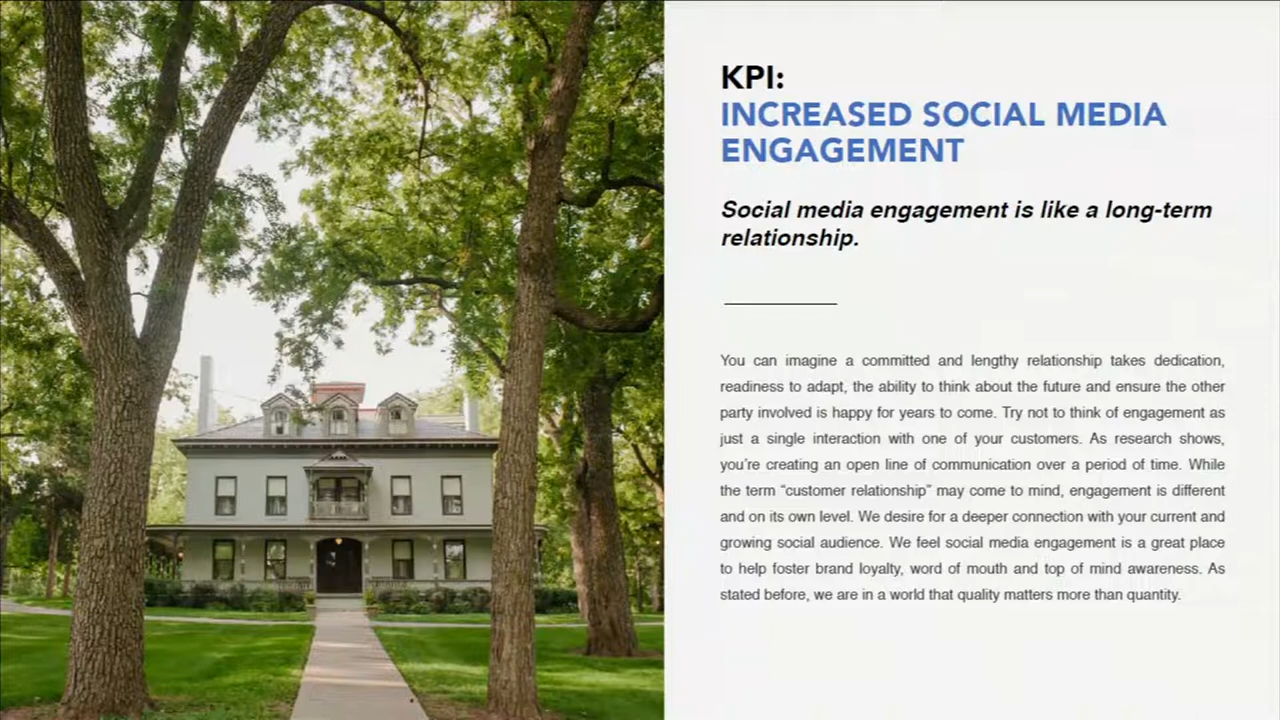 KPI:
INCREASED SOCIAL MEDIA
ENGAGEMENT
Social media engagement is like a long-term
relationship.
You can imagine a committed and lengthy relationship takes dedication,
readiness to adapt, the ability to think about the future and ensure the other
party involved is happy for years to come. Try not to think of engagement as
just a single interaction with one of your customers. As research shows,
you’re creating an open line of communication over a period of time. While
the term “customer relationship” may come to mind, engagement is different
and on its own level. We desire for a deeper connection with your current and
growing social audience. We feel social media engagement is a great place
to help foster brand loyalty, word of mouth and top of mind awareness. As
stated before, we are in a world that quality matters more than quantity.